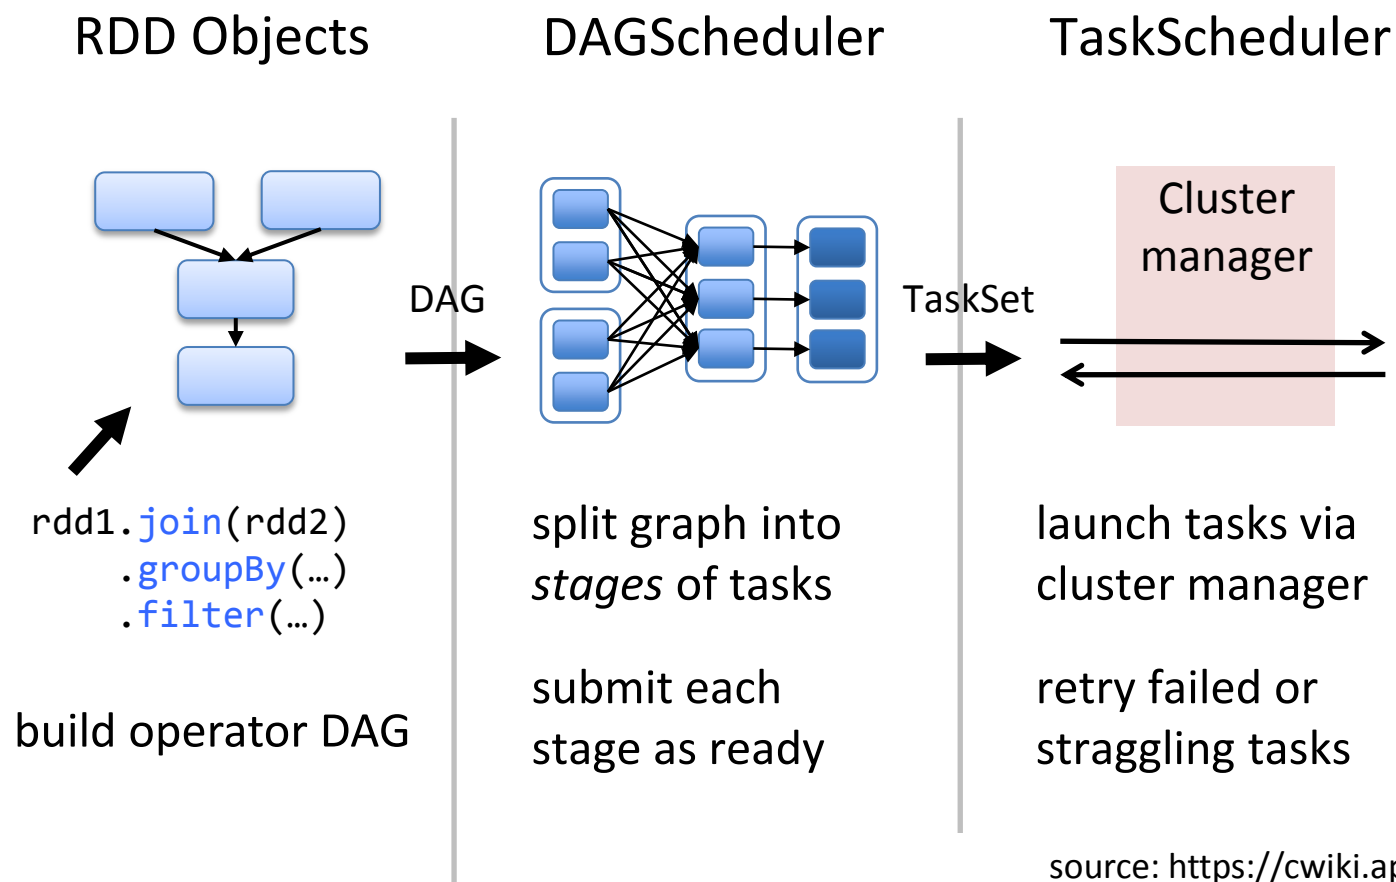 RDD Objects
DAGScheduler
TaskScheduler
DAG
TaskSet
Cluster
manager
rdd1.join(rdd2)
.groupBy(…)
.filter(…)
build operator DAG
split graph into
stages of tasks
submit each
stage as ready
launch tasks via
cluster manager
retry failed or
straggling tasks
source: https://cwiki.ap